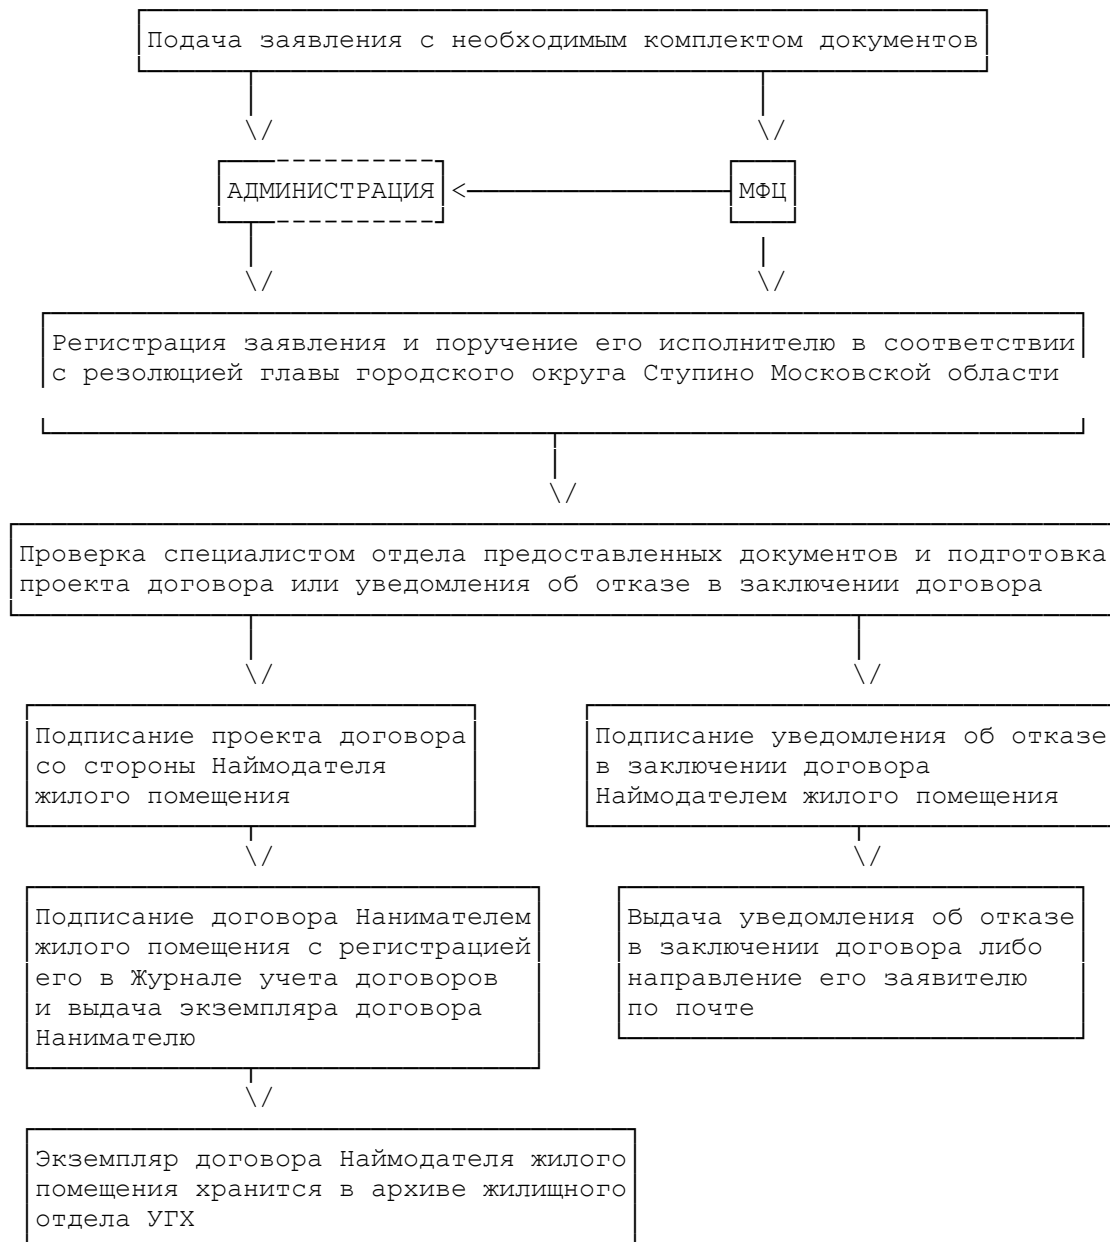 Подача заявления с необходимым комплектом документов
АДМИНИСТРАЦИЯ
МФЦ
Регистрация заявления и поручение его исполнителю в соответствии
с резолюцией главы городского округа Ступино Московской области
Проверка специалистом отдела предоставленных документов и подготовка
проекта договора или уведомления об отказе в заключении договора
Подписание проекта договора
со стороны Наймодателя
жилого помещения
Подписание уведомления об отказе
в заключении договора
Наймодателем жилого помещения
Подписание договора Нанимателем
жилого помещения с регистрацией
его в Журнале учета договоров
и выдача экземпляра договора
Нанимателю
Выдача уведомления об отказе
в заключении договора либо
направление его заявителю
по почте
Экземпляр договора Наймодателя жилого
помещения хранится в архиве жилищного
отдела УГХ